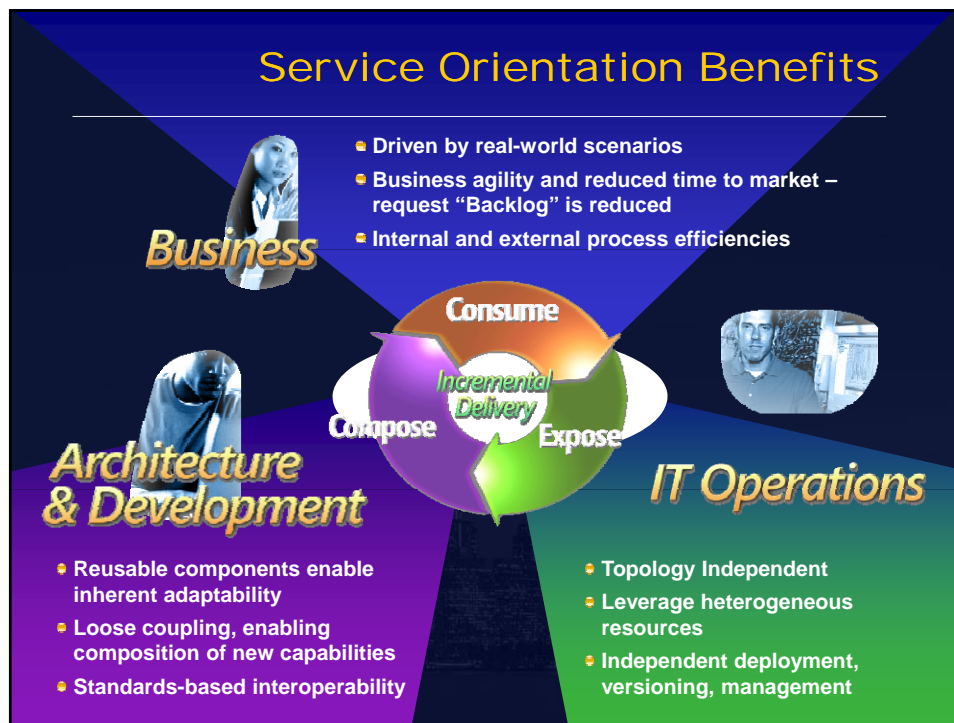 Service Orientation Benefits
Driven by real-world scenarios
Business agility and reduced time to market –
request “Backlog” is reduced
Internal and external process efficiencies
Business
Consume
Incremental
Delivery
Compose
Expose
Architecture
& Development
IT Operations
Reusable components enable
inherent adaptability
Loose coupling, enabling
composition of new capabilities
Standards-based interoperability
Topology Independent
Leverage heterogeneous
resources
Independent deployment,
versioning, management